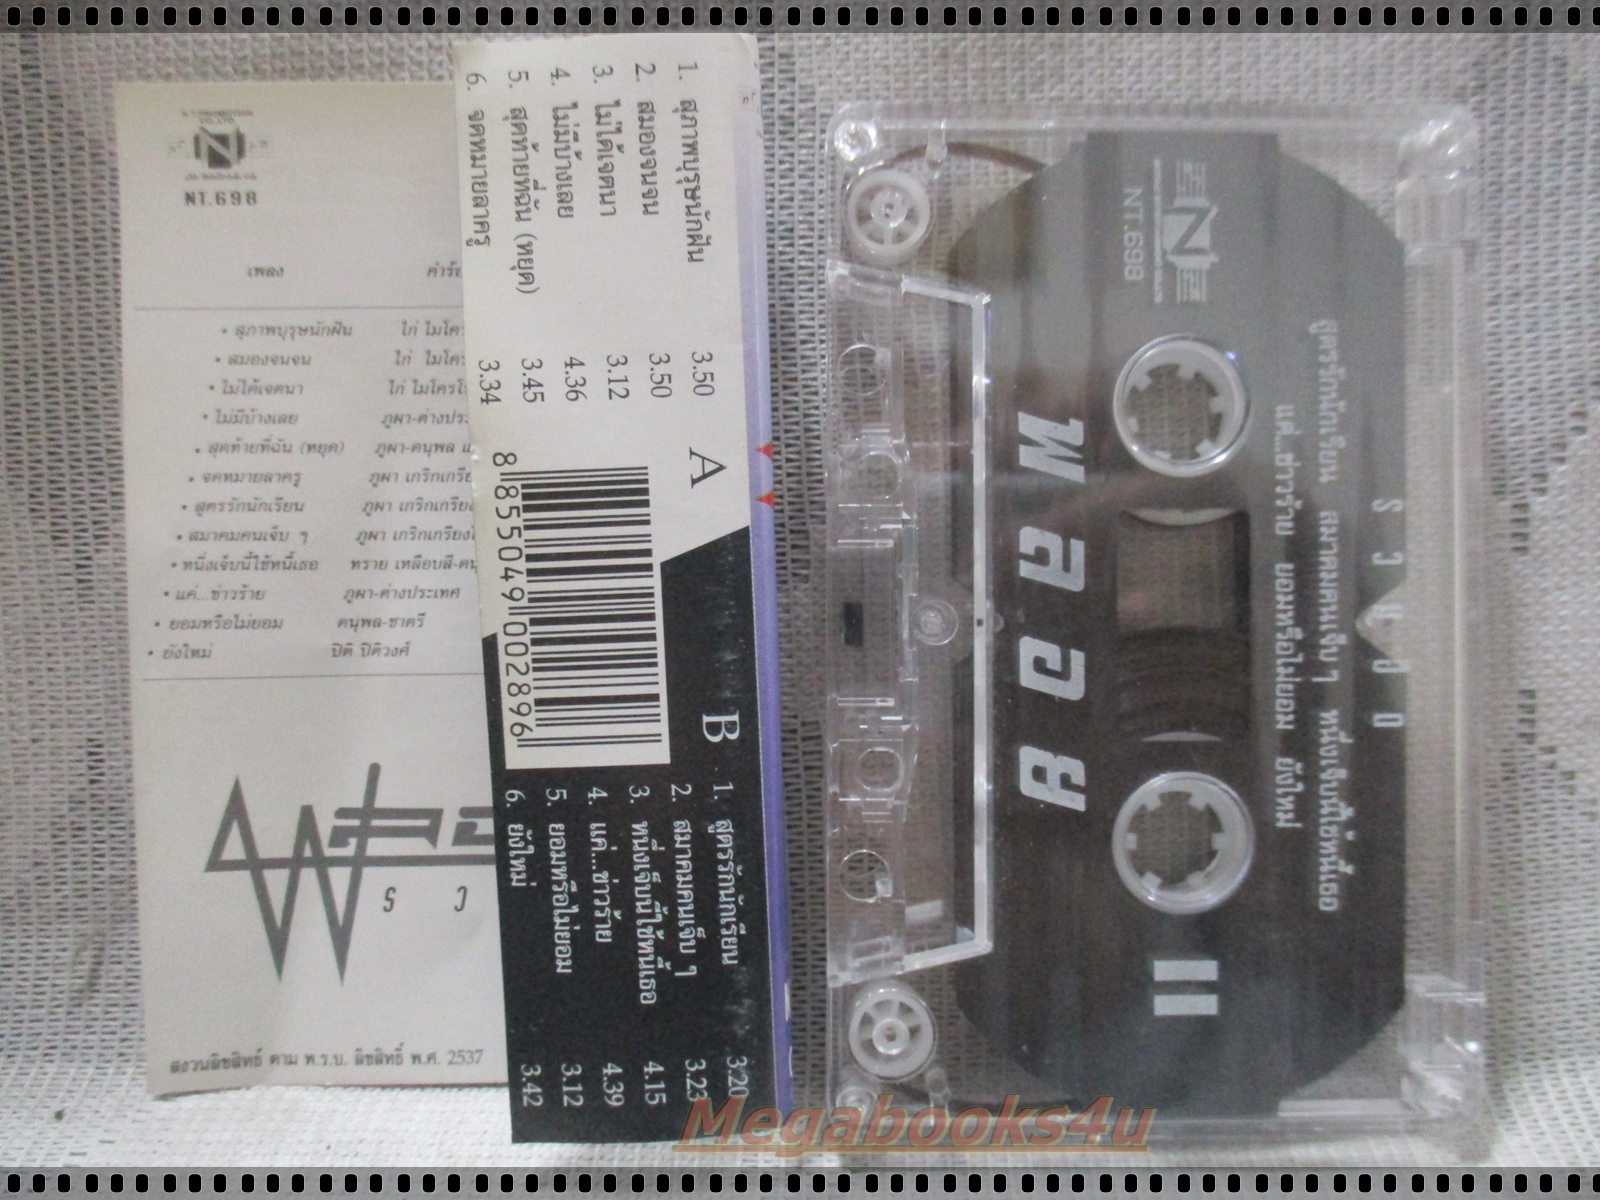 NT.698
เพลง
• สุภาพบุรุษนักฝัน ไก่ ไมโคร
• สมองจนจน ไก่ ไมโคร
• ไม่ได้เจตนา ไก่ ไมโคร
• ไม่มีบ้างเลย ภูผา-ต่างประ
• สุดท้ายที่ฉัน (หยุด) ภูผา-คนุพล
• จดหมายลาครู ภูผา เกริกเกรีย
• สูตรรักนักเรียน ภูผา เกริกเกรียง
• สมาคมคนเจ็บ ๆ ภูผา เกริกเกรียง
• หนึ่งเจ็บนี้ใช้หนี้เธอ ทราย เหลือบสี-คนุ
• แค่...ข่าวร้าย ภูผา-ต่างประเทศ
• ยอมหรือไม่ยอม คนุพล-ชาตรี
• ยังใหม่ ปิติ ปิติวงศ์
สงวนลิขสิทธิ์ ตาม พ.ร.บ. ลิขสิทธิ์ พ.ศ. 2537
A
1. สุภาพบุรุษนักฝัน 3.50
2. สมองจนจน 3.50
3. ไม่ได้เจตนา 3.12
4. ไม่มีบ้างเลย 4.36
5. สุดท้ายที่ฉัน (หยุด) 3.45
6. จดหมายลาครู 3.34
8 855049 002896
B
1. สูตรรักนักเรียน 3.20
2. สมาคมคนเจ็บ ๆ 3.23
3. หนึ่งเจ็บนี้ใช้หนี้เธอ 4.15
4. แค่...ข่าวร้าย 4.39
5. ยอมหรือไม่ยอม 3.12
6. ยังใหม่ 3.42
NT.698
สูตรรักนักเรียน สมาคมคนเจ็บ ๆ หนึ่งเจ็บนี้ใช้หนี้เธอ
แค่...ข่าวร้าย ยอมหรือไม่ยอม ยังใหม่
พลอย
Megabooks4u